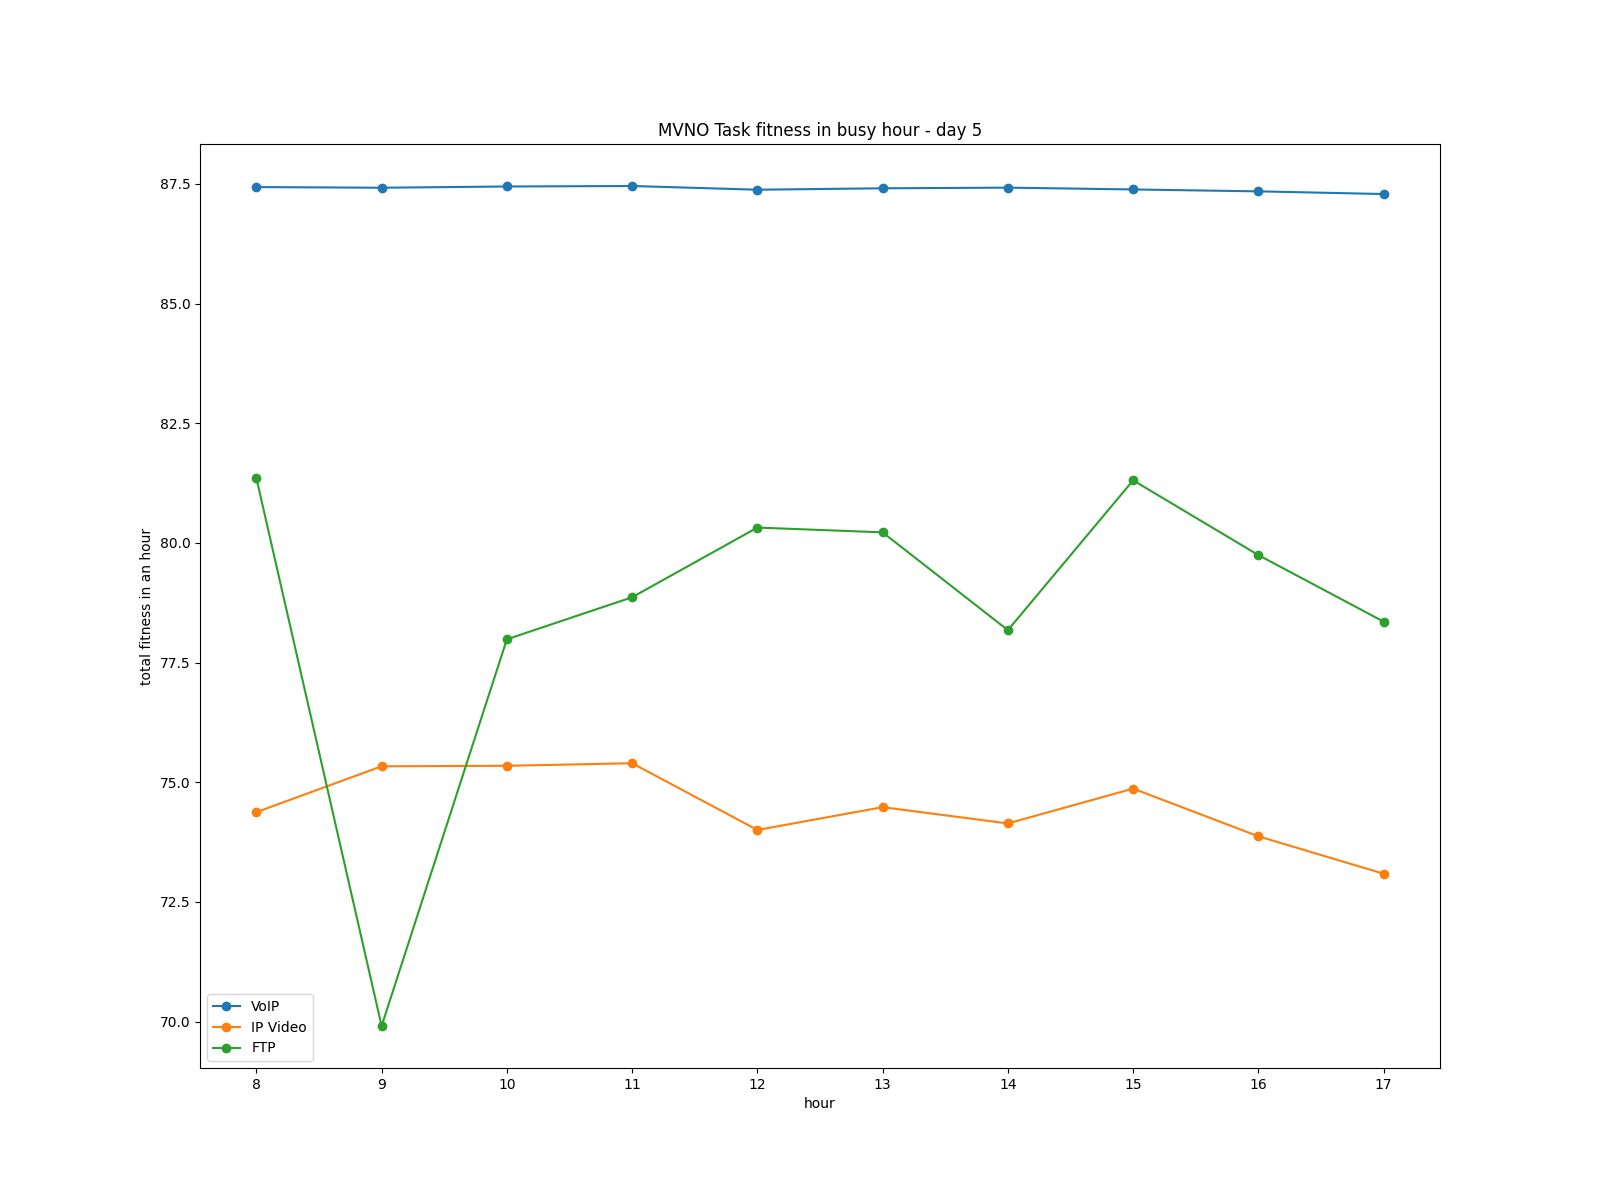 MVNO Task fitness in busy hour - day 5
total fitness in an hour
87.5
85.0
82.5
80.0
77.5
75.0
72.5
70.0
VoIP
IP Video
FTP
8 9 10 11 12 13 14 15 16 17
hour